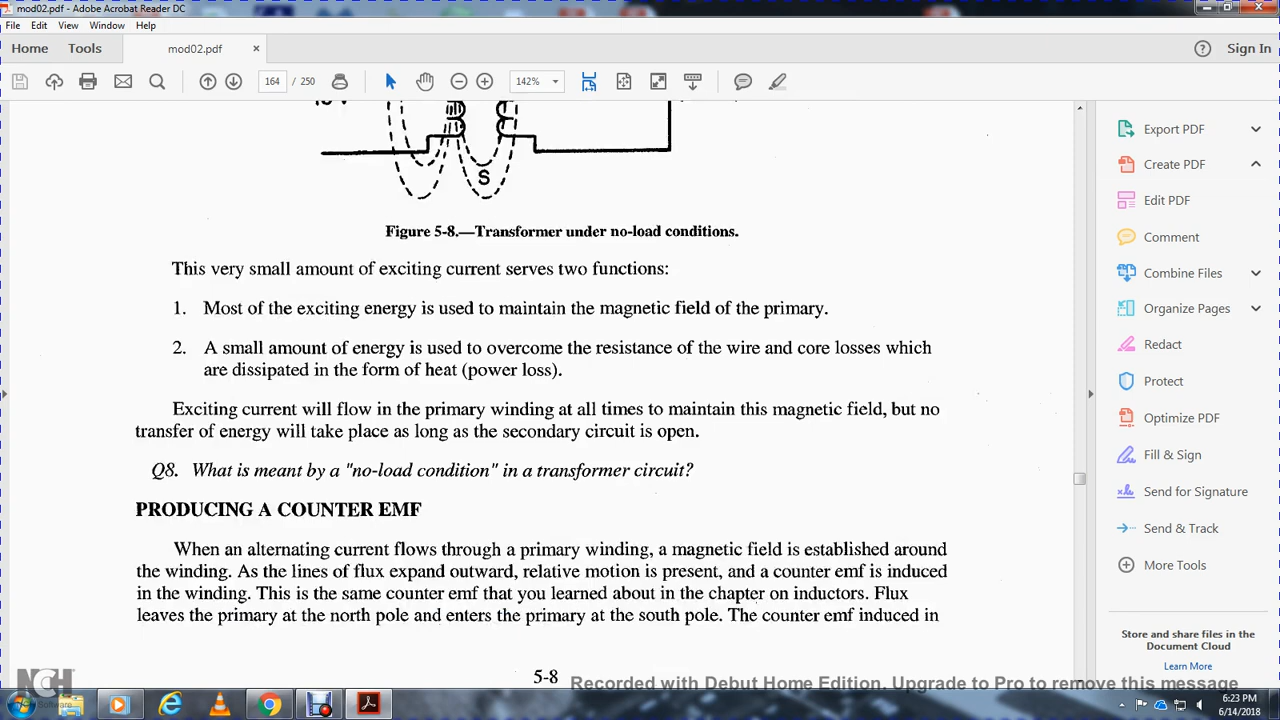 mod02.pdf - Adobe Acrobat Reader DC
File Edit View Window Help
Home Tools mod02.pdf × Sign In
164 / 250 142%
S
Figure 5-8.—Transformer under no-load conditions.
This very small amount of exciting current serves two functions:
1. Most of the exciting energy is used to maintain the magnetic field of the primary.
2. A small amount of energy is used to overcome the resistance of the wire and core losses which
are dissipated in the form of heat (power loss).
Exciting current will flow in the primary winding at all times to maintain this magnetic field, but no
transfer of energy will take place as long as the secondary circuit is open.
Q8. What is meant by a "no-load condition" in a transformer circuit?
PRODUCING A COUNTER EMF
When an alternating current flows through a primary winding, a magnetic field is established around
the winding. As the lines of flux expand outward, relative motion is present, and a counter emf is induced
in the winding. This is the same counter emf that you learned about in the chapter on inductors. Flux
leaves the primary at the north pole and enters the primary at the south pole. The counter emf induced in
5-8
Export PDF
Create PDF
Edit PDF
Comment
Combine Files
Organize Pages
Redact
Protect
Optimize PDF
Fill & Sign
Send for Signature
Send & Track
More Tools
Store and share files in the
Document Cloud
Learn More
NCH
Software
Recorded with Debut Home Edition. Upgrade to Pro to remove this message
6:23 PM
6/14/2018